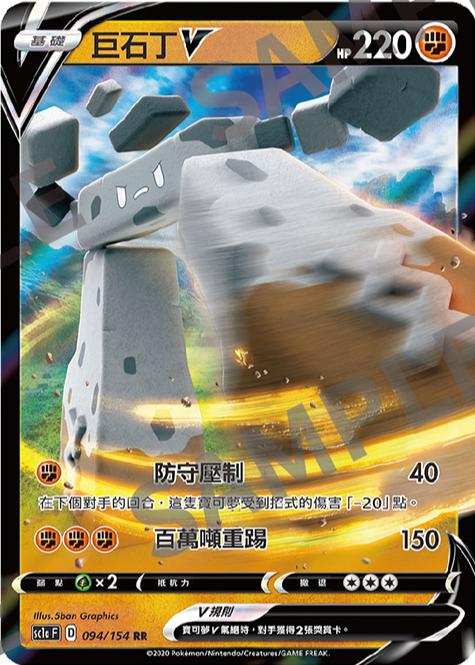 基礎 巨石丁V HP220
SAMPLE
防守壓制 40
在下個對手的回合，這隻寶可夢受到招式的傷害「-20」點。
百萬噸重踢 150
弱點 ×2 抵抗力 撤退
Illus.5ban Graphics
V規則
sc1a F D 094/154 RR
寶可夢V氣絕時，對手獲得2張獎賞卡。
©2020 Pokémon/Nintendo/Creatures/GAME FREAK.